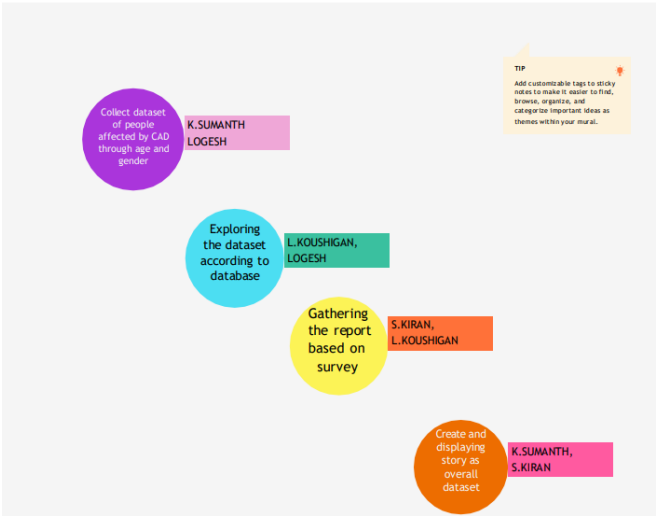 TIP
Add customizable tags to sticky
notes to make it easier to find,
browse, organize, and
categorize important ideas as
themes within your mural.
Collect dataset
of people
affected by CAD
through age and
gender
K.SUMANTH
LOGESH
Exploring
the dataset
according to
database
L.KOUSHIGAN,
LOGESH
Gathering
the report
based on
survey
S.KIRAN,
L.KOUSHIGAN
Create and
displaying
story as
overall
dataset
K.SUMANTH,
S.KIRAN